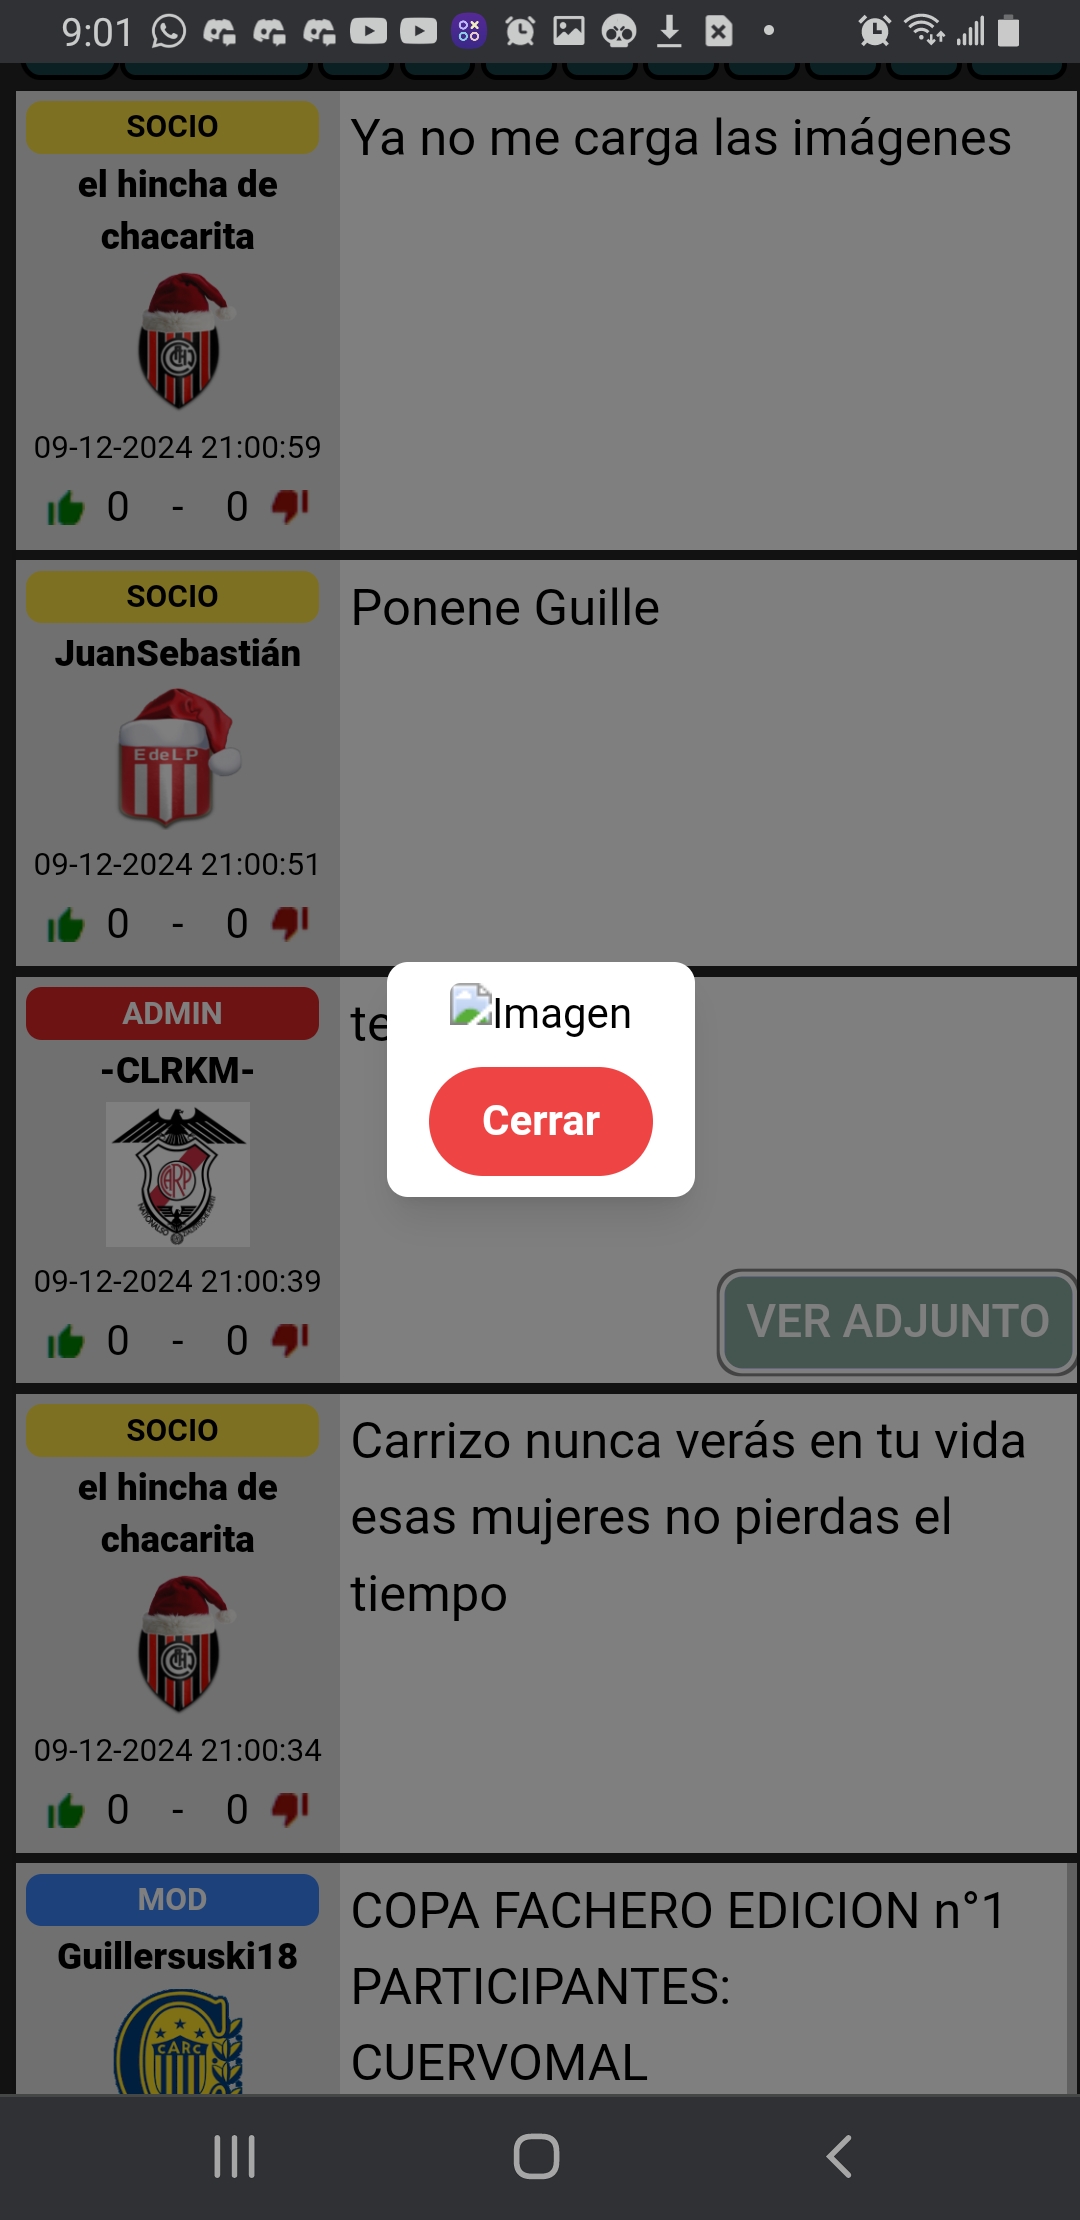 9:01
SOCIO
el hincha de
chacarita
09-12-2024 21:00:59
0 - 0
Ya no me carga las imágenes
SOCIO
JuanSebastián
E de L P
09-12-2024 21:00:51
0 - 0
Ponene Guille
ADMIN
-CLRKM-
CARP
09-12-2024 21:00:39
0 - 0
te
Imagen
Cerrar
VER ADJUNTO
SOCIO
el hincha de
chacarita
09-12-2024 21:00:34
0 - 0
Carrizo nunca verás en tu vida
esas mujeres no pierdas el
tiempo
MOD
Guillersuski18
CARC
COPA FACHERO EDICION n°1
PARTICIPANTES:
CUERVOMAL